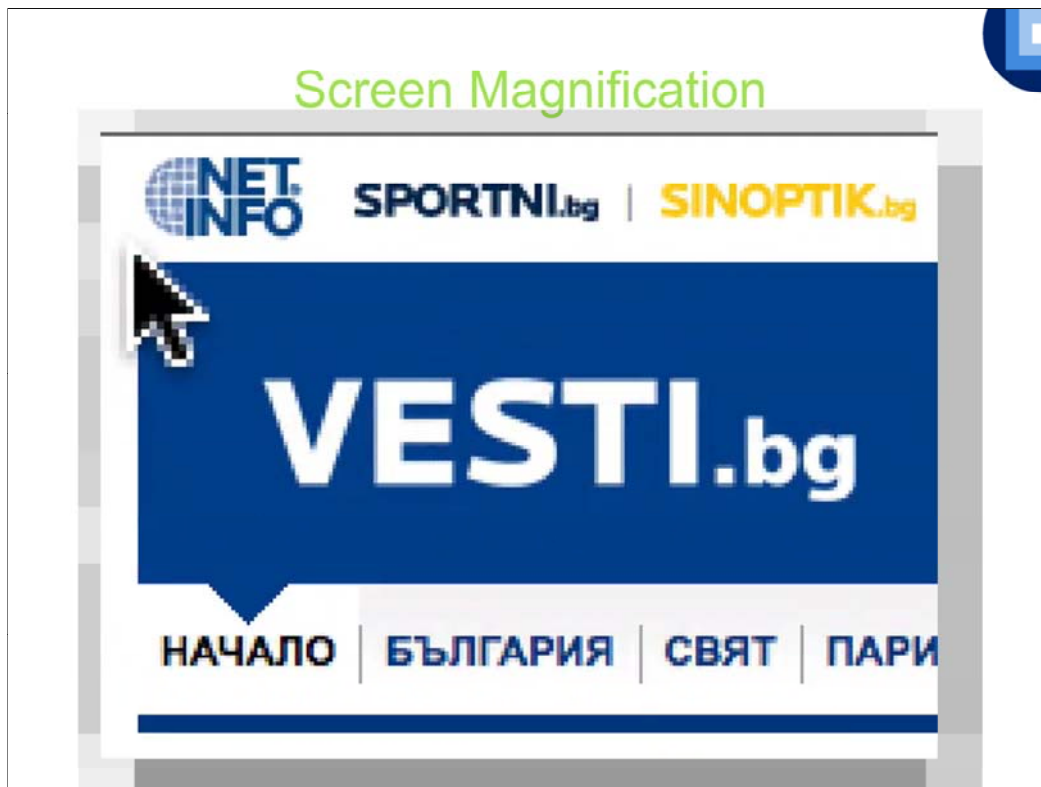 Screen Magnification
NET.
INFO
SPORTNI.bg | SINOPTIK.bg
VESTI.bg
НАЧАЛО | БЪЛГАРИЯ | СВЯТ | ПАРИ